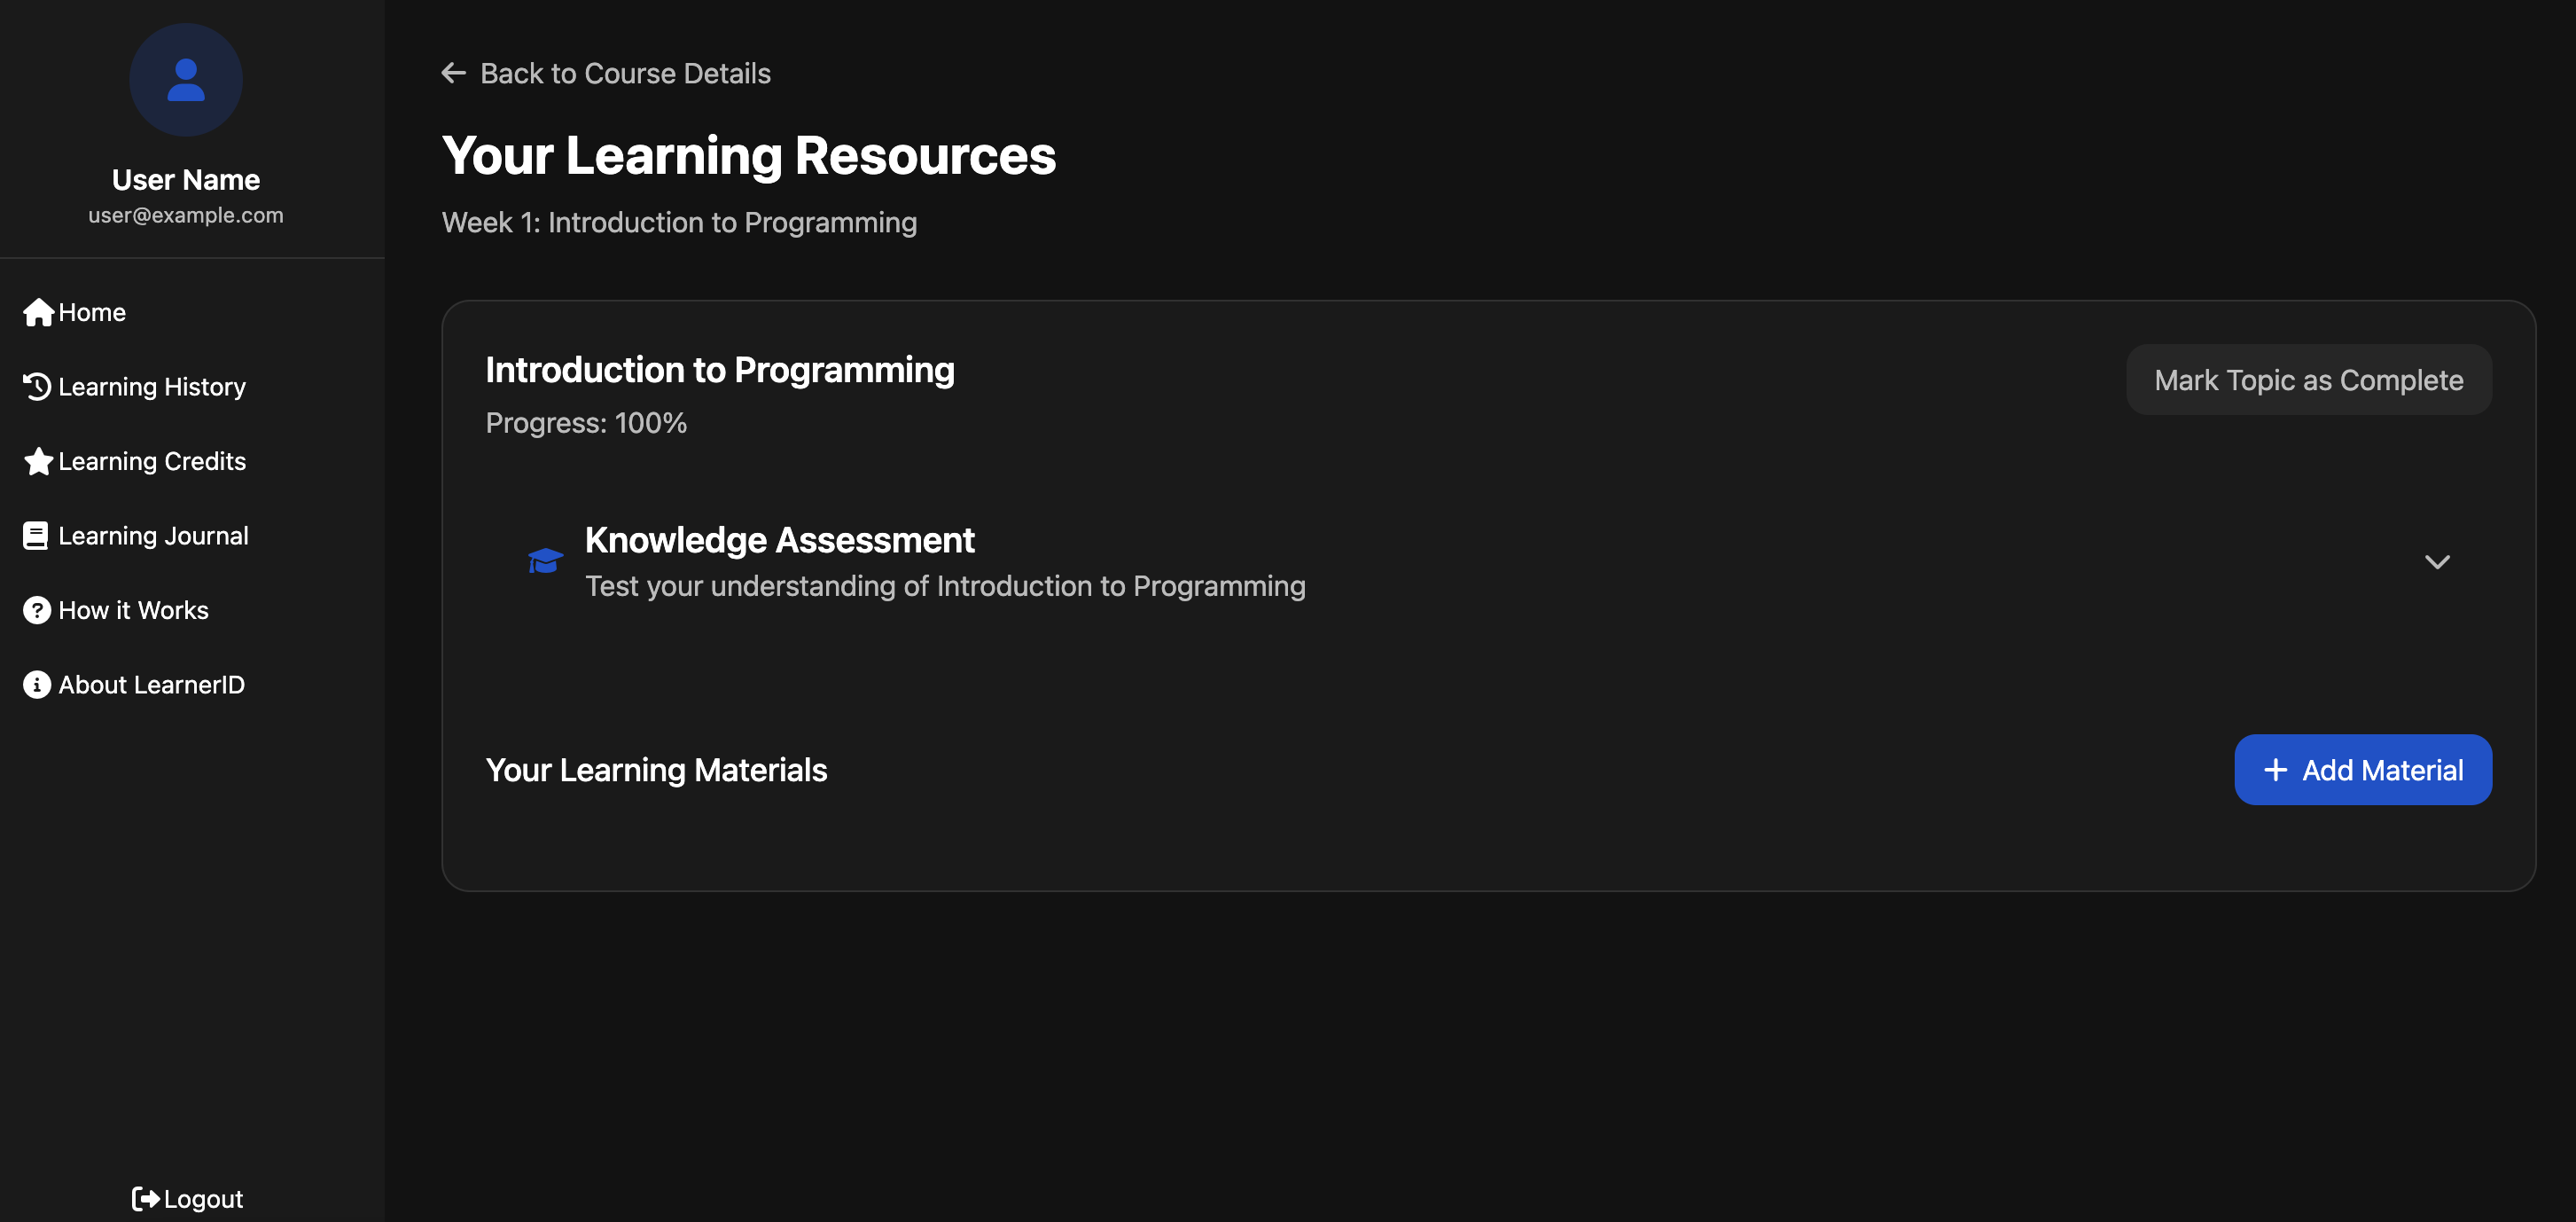 User Name
user@example.com
Home
Learning History
Learning Credits
Learning Journal
How it Works
About LearnerID
Logout
Back to Course Details
Your Learning Resources
Week 1: Introduction to Programming
Introduction to Programming
Mark Topic as Complete
Progress: 100%
Knowledge Assessment
Test your understanding of Introduction to Programming
Your Learning Materials
Add Material